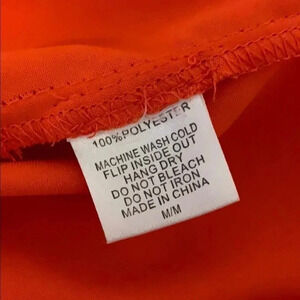 100%POLYESTER
MACHINE WASH COLD
FLIP INSIDE OUT
HANG DRY
DO NOT BLEACH
DO NOT IRON
MADE IN CHINA
M/M